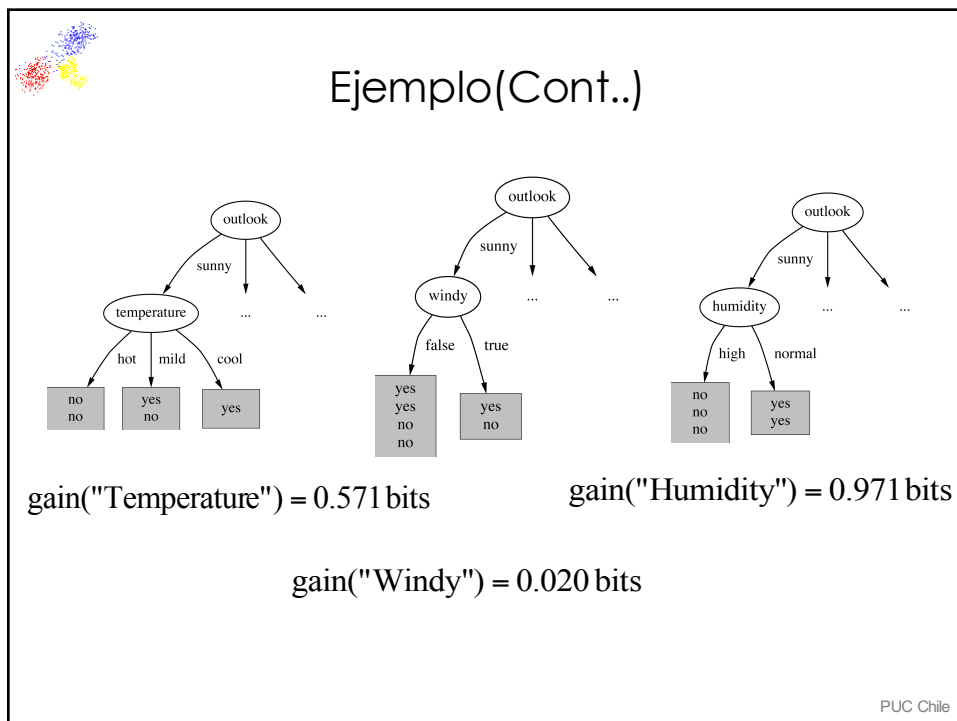 Ejemplo(Cont..)
outlook
sunny
temperature
...
...
hot mild cool
no
no
yes
no
yes
outlook
sunny
windy
...
...
false true
yes
yes
no
no
yes
no
outlook
sunny
humidity
...
...
high normal
no
no
no
yes
yes
gain("Temperature") = 0.571 bits
gain("Humidity") = 0.971 bits
gain("Windy") = 0.020 bits
PUC Chile